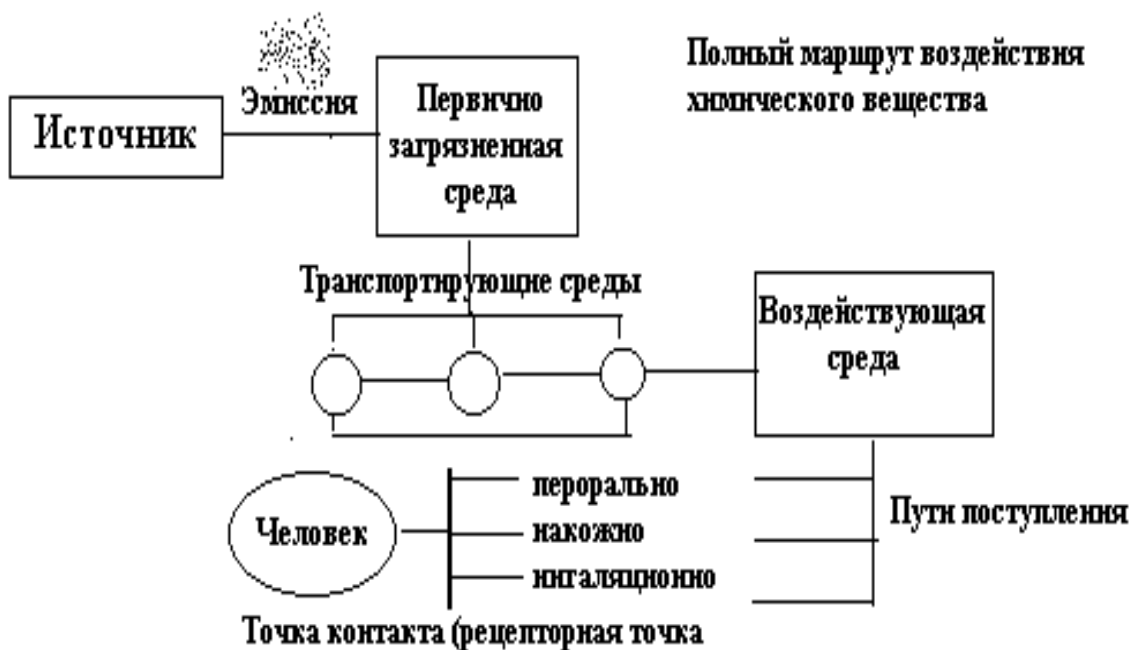 Полный маршрут воздействия
химического вещества
Источник
Эмиссия
Первично
загрязненная
среда
Транспортирующие среды
Воздействующая
среда
Человек
перорально
накожно
ингаляционно
Пути поступления
Точка контакта (рецепторная точка